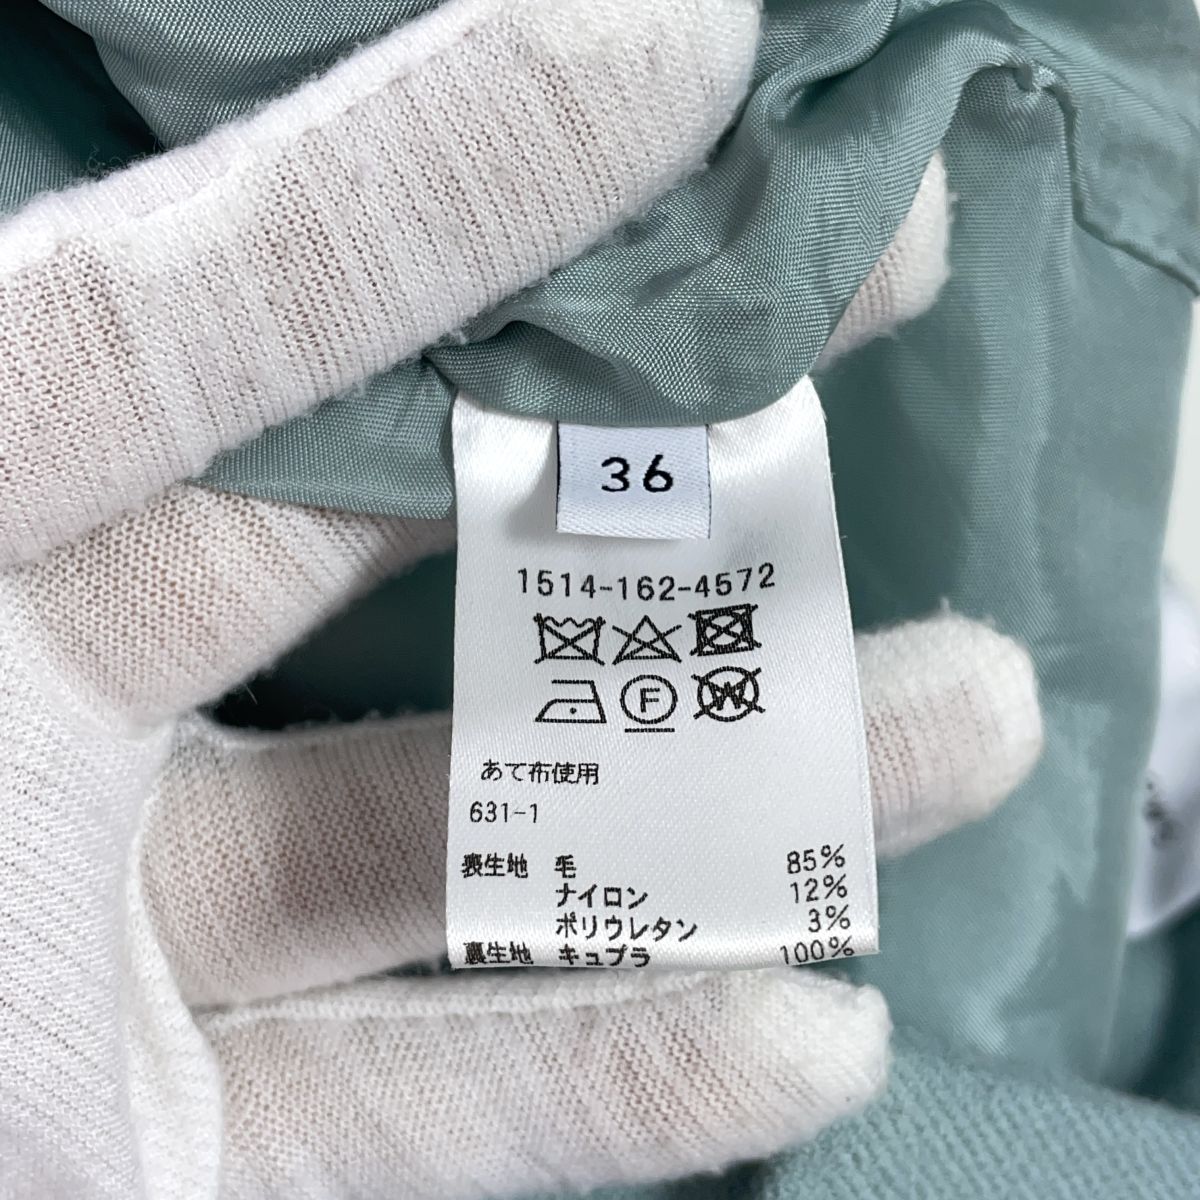 36
1514-162-4572
F
W
あて布使用
631-1
表生地 毛 85%
ナイロン 12%
ポリウレタン 3%
裏生地 キュプラ 100%